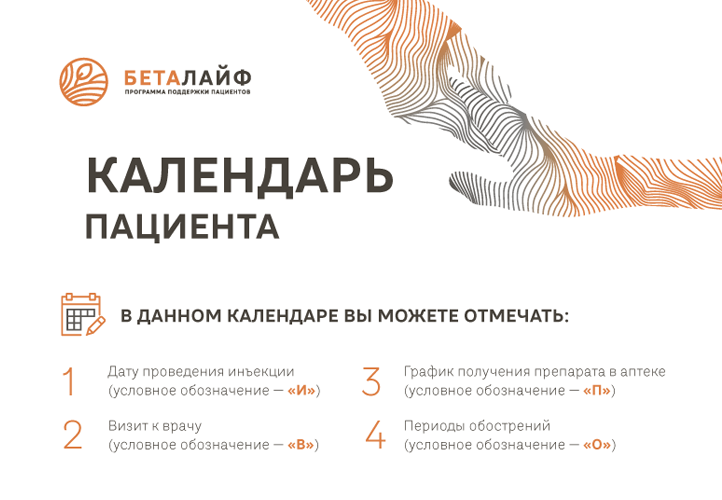 БЕТАЛАЙФ
ПРОГРАММА ПОДДЕРЖКИ ПАЦИЕНТОВ
КАЛЕНДАРЬ
ПАЦИЕНТА
В ДАННОМ КАЛЕНДАРЕ ВЫ МОЖЕТЕ ОТМЕЧАТЬ:
1 Дату проведения инъекции
(условное обозначение — «И»)
2 Визит к врачу
(условное обозначение — «В»)
3 График получения препарата в аптеке
(условное обозначение — «П»)
4 Периоды обострений
(условное обозначение — «О»)